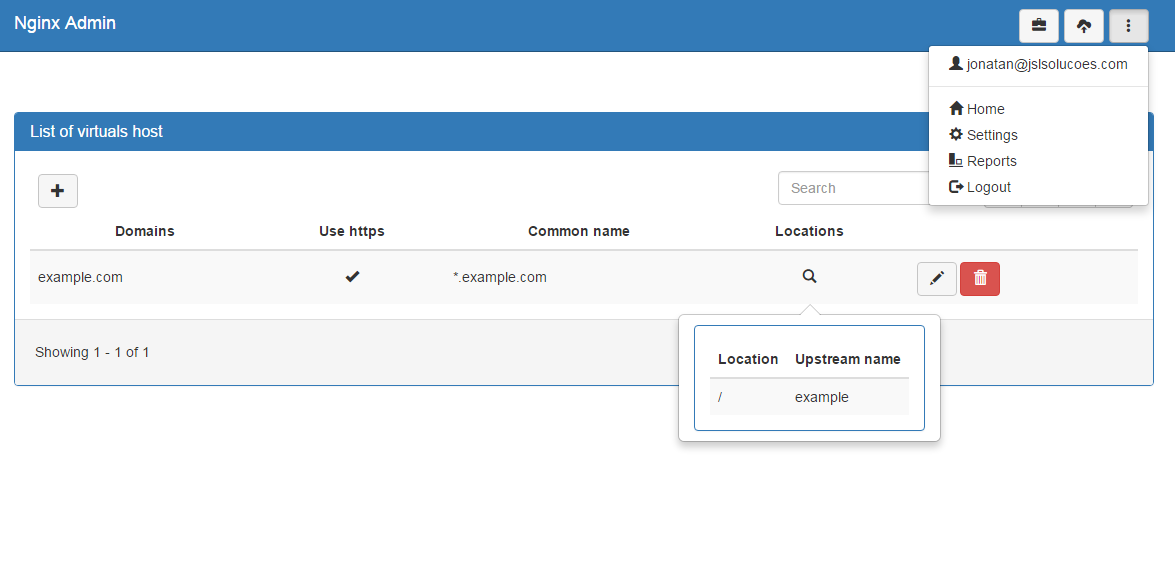 Nginx Admin
jonatan@jslsolucoes.com
Home
Settings
Reports
Logout
List of virtuals host
Search
Domains Use https Common name Locations
example.com *.example.com
Showing 1 - 1 of 1
Location Upstream name
/ example